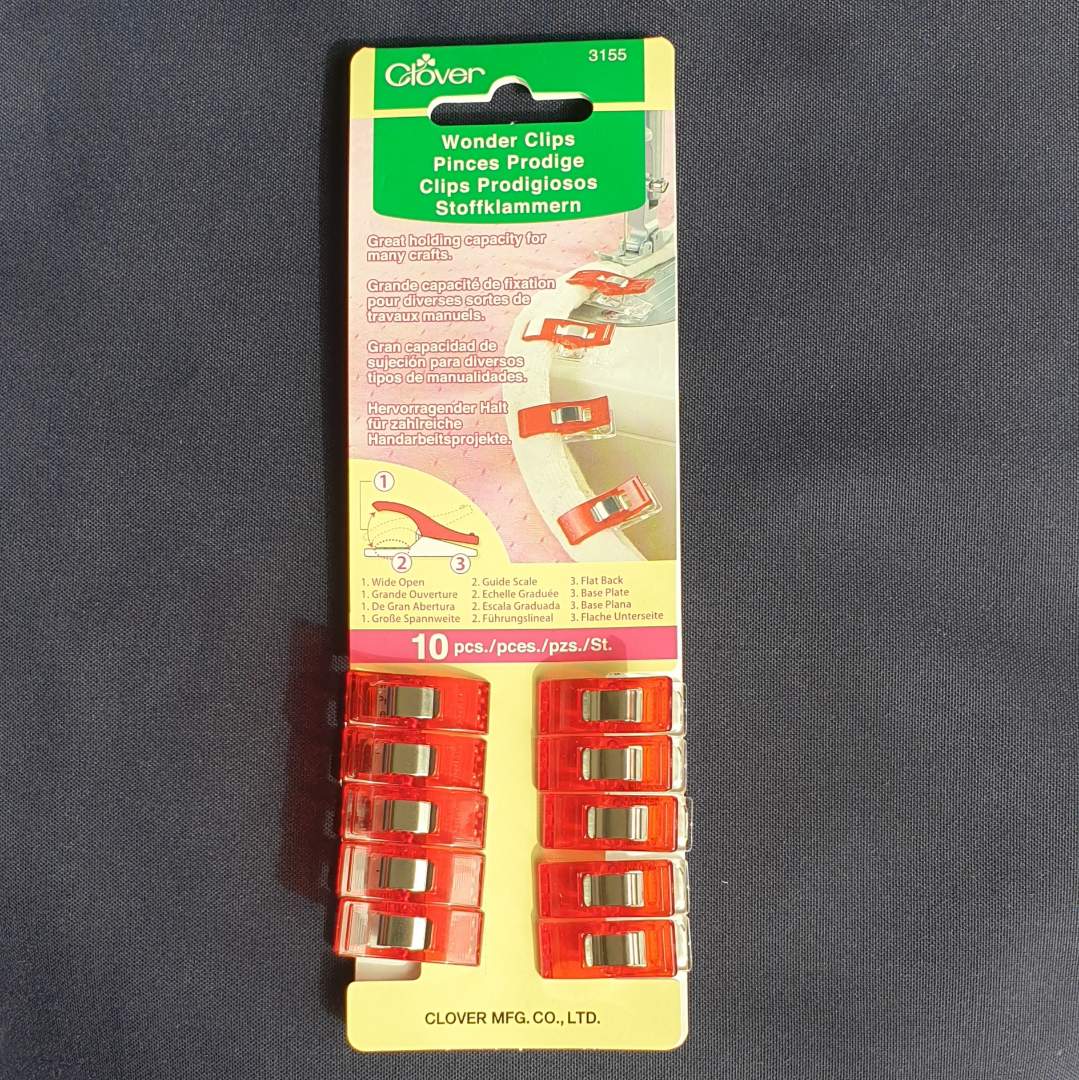 Clover
3155
Wonder Clips
Pinces Prodige
Clips Prodigiosos
Stoffklammern
Great holding capacity for
many crafts.
Grande capacité de fixation
pour diverses sortes de
travaux manuels.
Gran capacidad de
sujeción para diversos
tipos de manualidades.
Hervorragender Halt
für zahlreiche
Handarbeitsprojekte.
1
2
3
1. Wide Open 2. Guide Scale 3. Flat Back
1. Grande Ouverture 2. Echelle Graduée 3. Base Plate
1. De Gran Abertura 2. Escala Graduada 3. Base Plana
1. Große Spannweite 2. Führungslineal 3. Flache Unterseite
10 pcs./pces./pzs./St.
CLOVER MFG. CO., LTD.